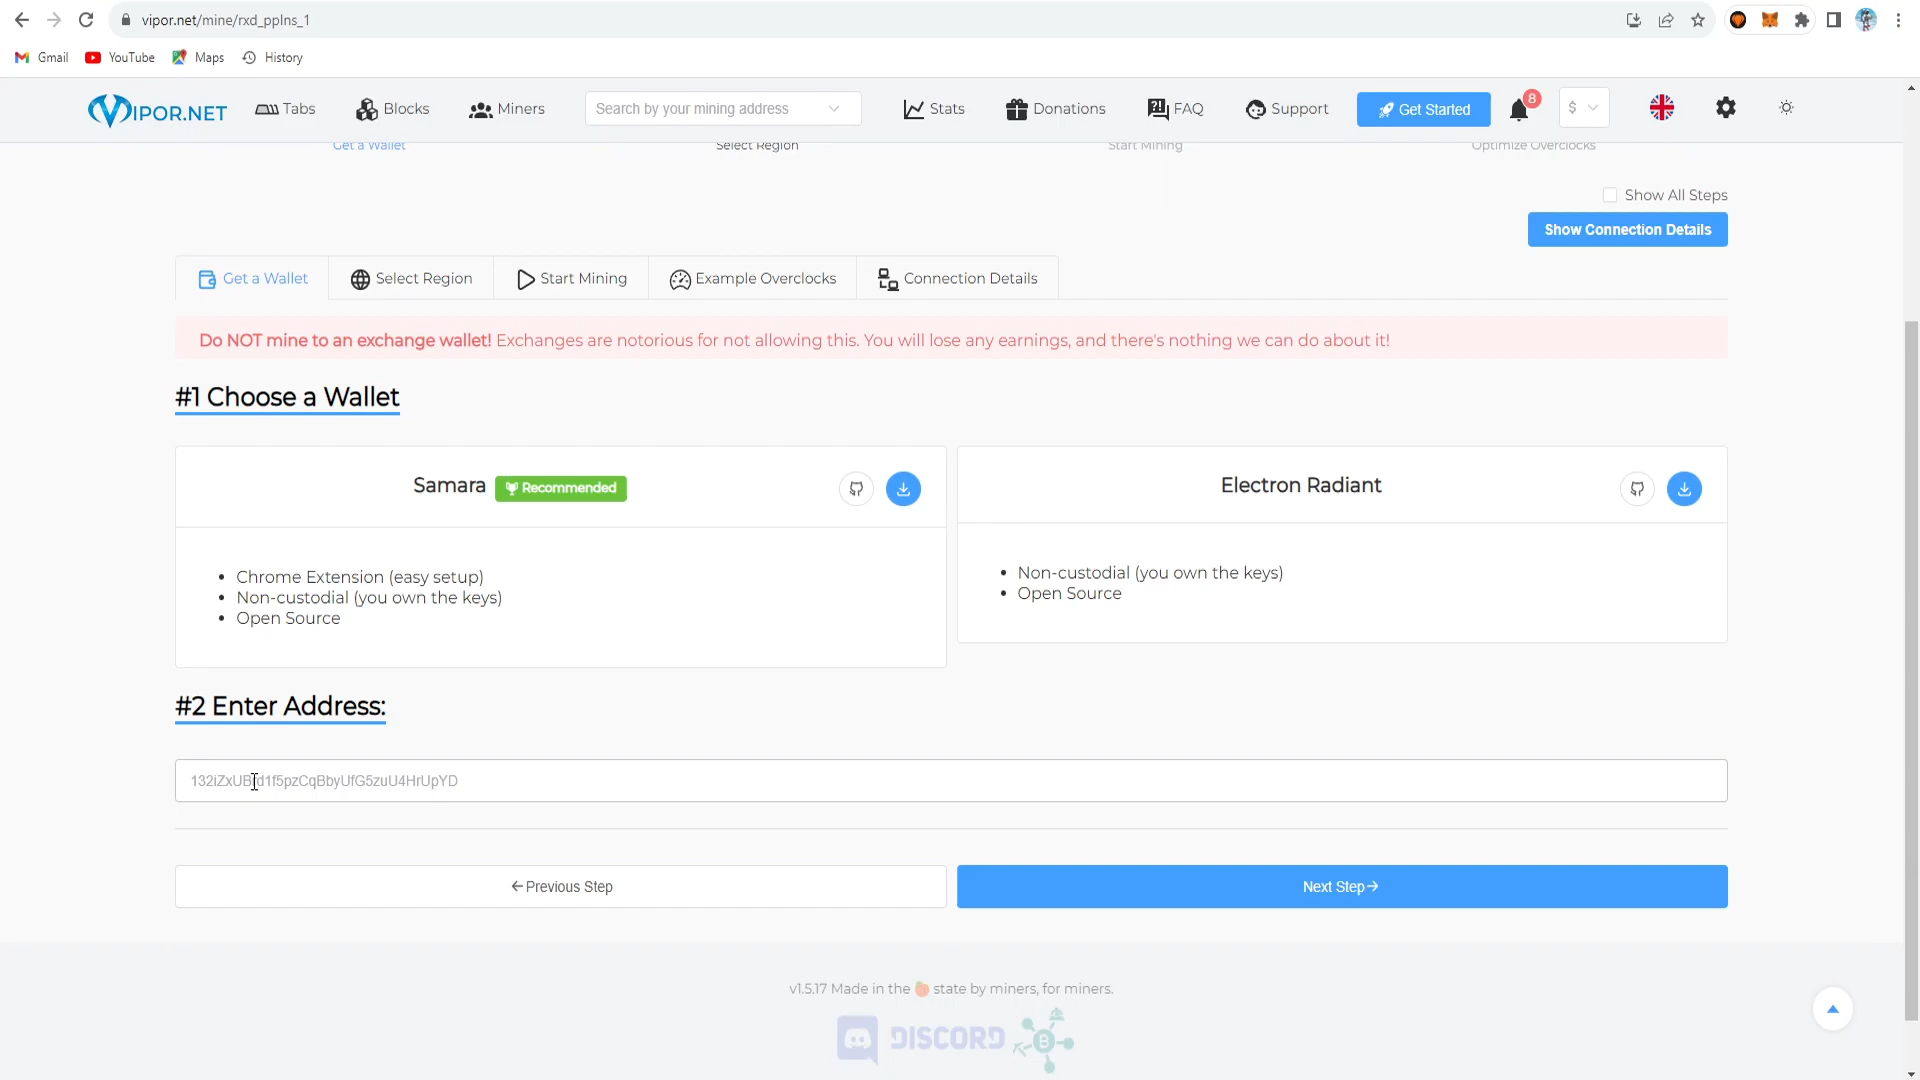 vipor.net/mine/rxd_pplns_1
Gmail YouTube Maps History
VIPOR.NET Tabs Blocks Miners Search by your mining address Stats Donations FAQ Support Get Started 8 $
Get a Wallet Select Region Start Mining Optimize Overclocks
Show All Steps
Show Connection Details
Get a Wallet Select Region Start Mining Example Overclocks Connection Details
Do NOT mine to an exchange wallet! Exchanges are notorious for not allowing this. You will lose any earnings, and there's nothing we can do about it!
#1 Choose a Wallet
Samara Recommended
Electron Radiant
• Chrome Extension (easy setup)
• Non-custodial (you own the keys)
• Open Source
• Non-custodial (you own the keys)
• Open Source
#2 Enter Address:
←Previous Step Next Step→
v1.5.17 Made in the 🍑 state by miners, for miners.
DISCORD